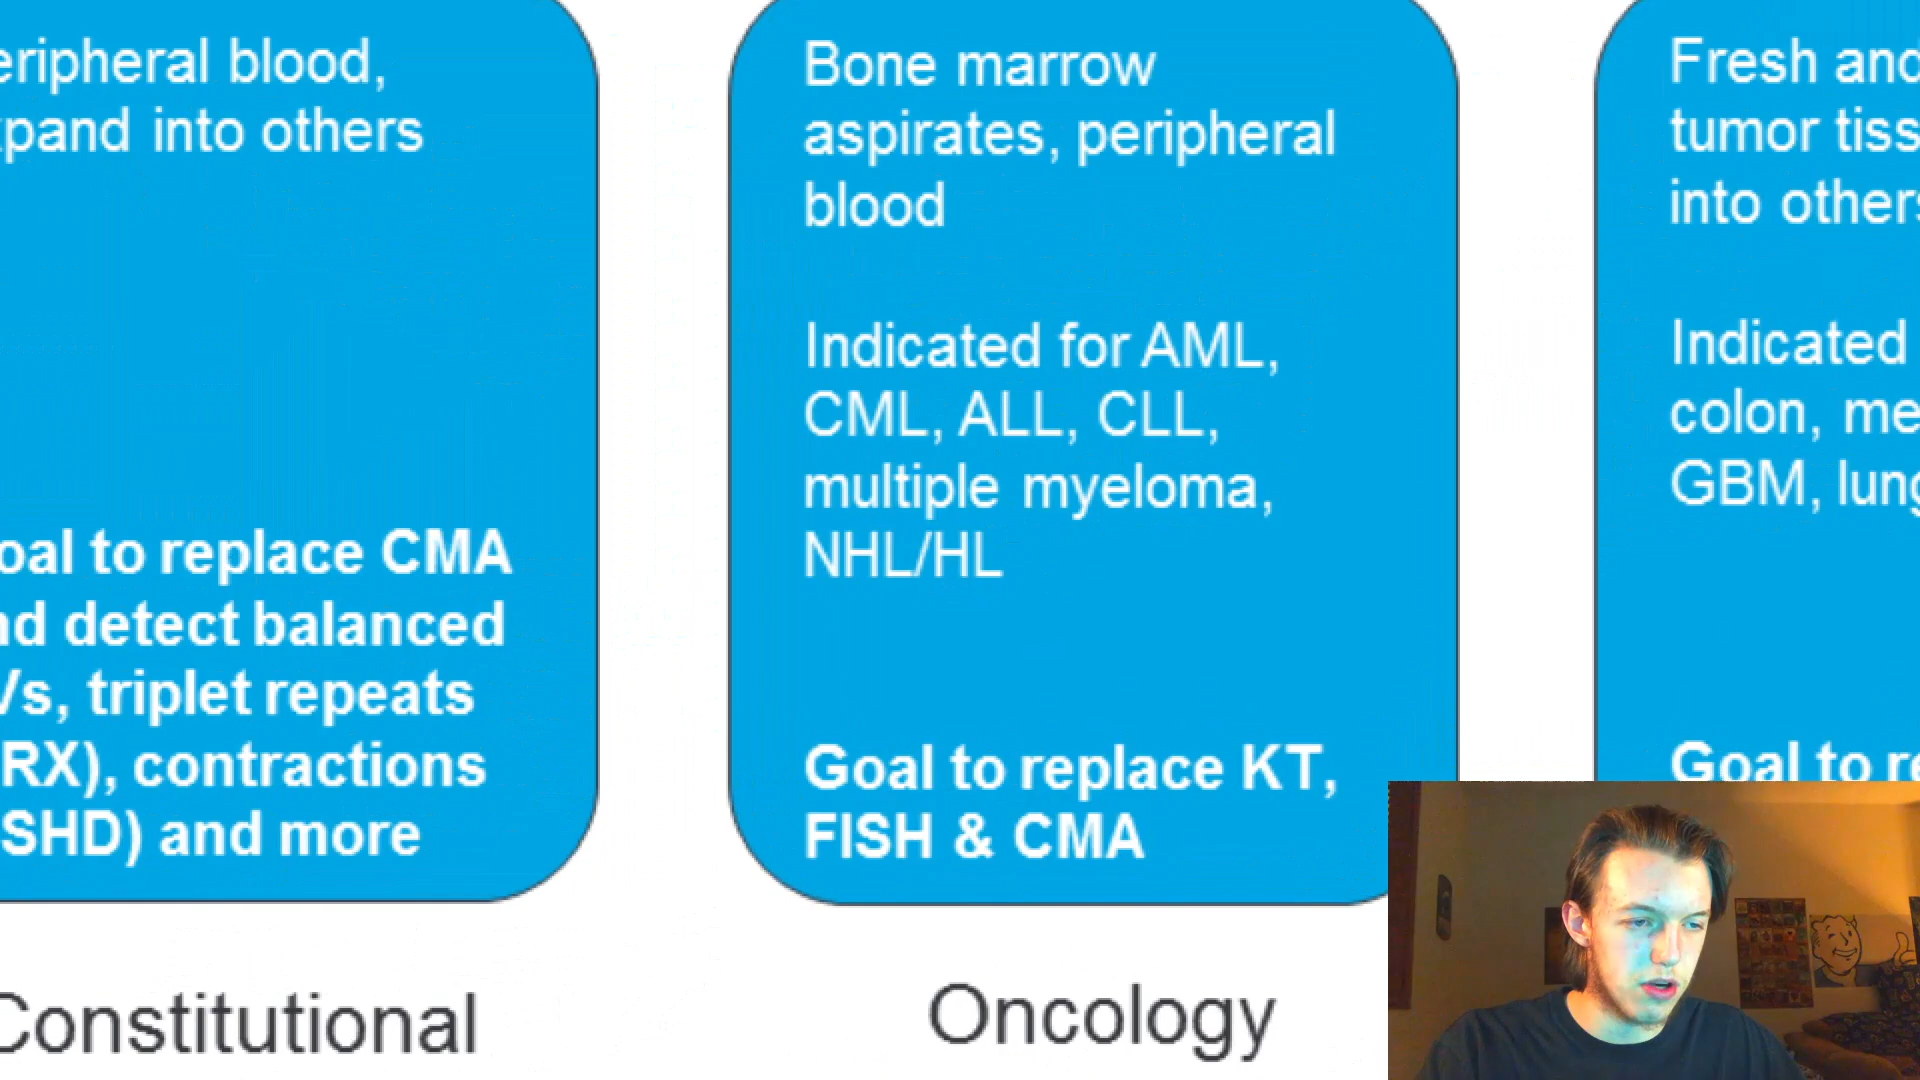 eripheral blood,
xpand into others
oal to replace CMA
nd detect balanced
Vs, triplet repeats
RX), contractions
SHD) and more
Constitutional
Bone marrow
aspirates, peripheral
blood
Indicated for AML,
CML, ALL, CLL,
multiple myeloma,
NHL/HL
Goal to replace KT,
FISH & CMA
Oncology
Fresh and
tumor tiss
into others
Indicated
colon, me
GBM, lung
Goal to re